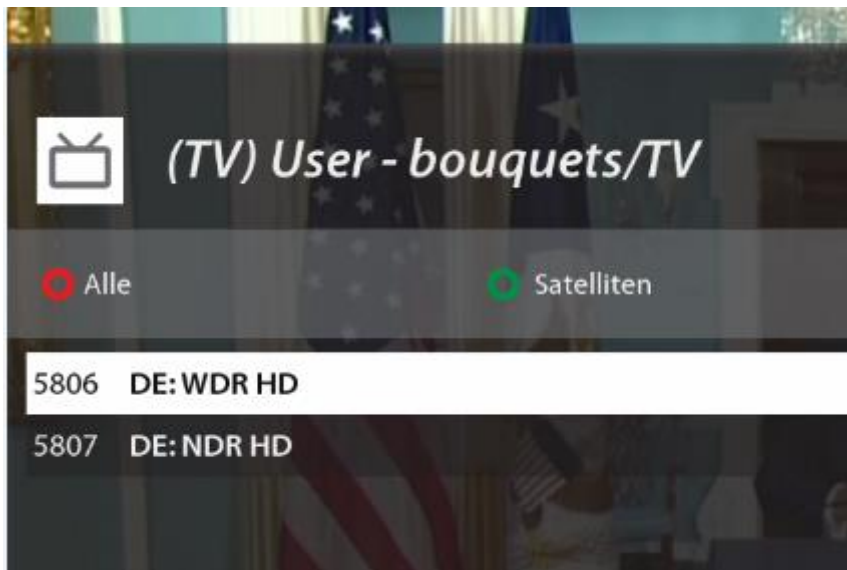 (TV) User - bouquets/TV
Alle Satelliten
5806 DE: WDR HD
5807 DE: NDR HD